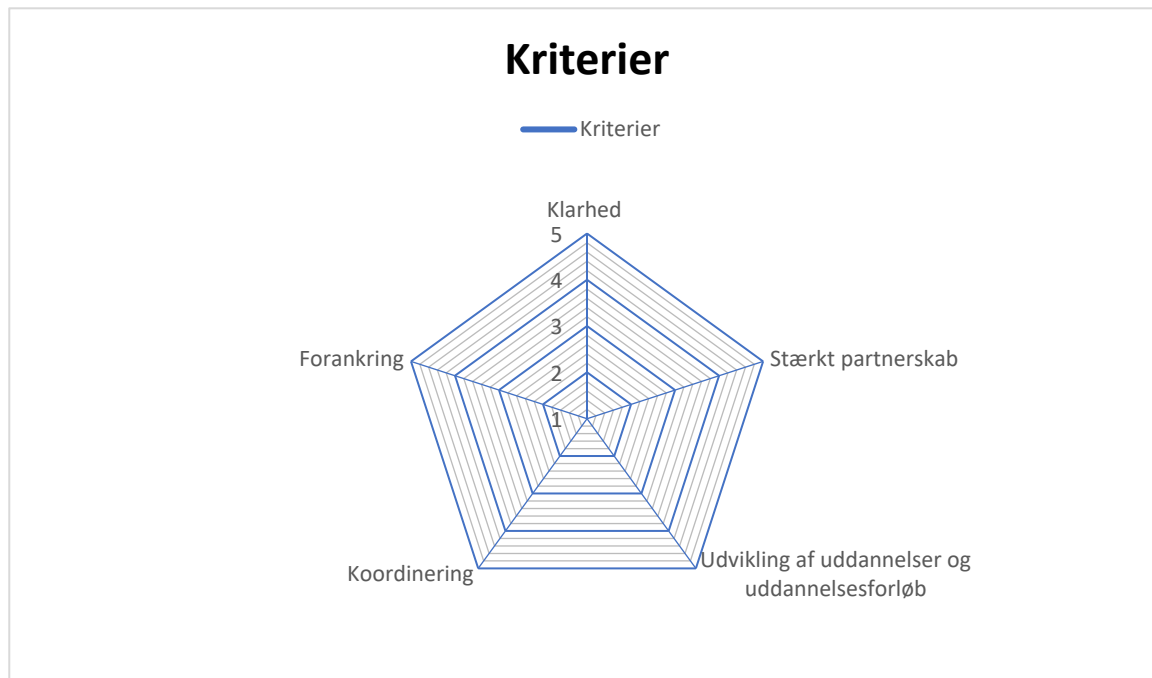 Kriterier
Kriterier
Klarhed
5
4
3
2
1
Forankring
Stærkt partnerskab
Koordinering
Udvikling af uddannelser og
uddannelsesforløb